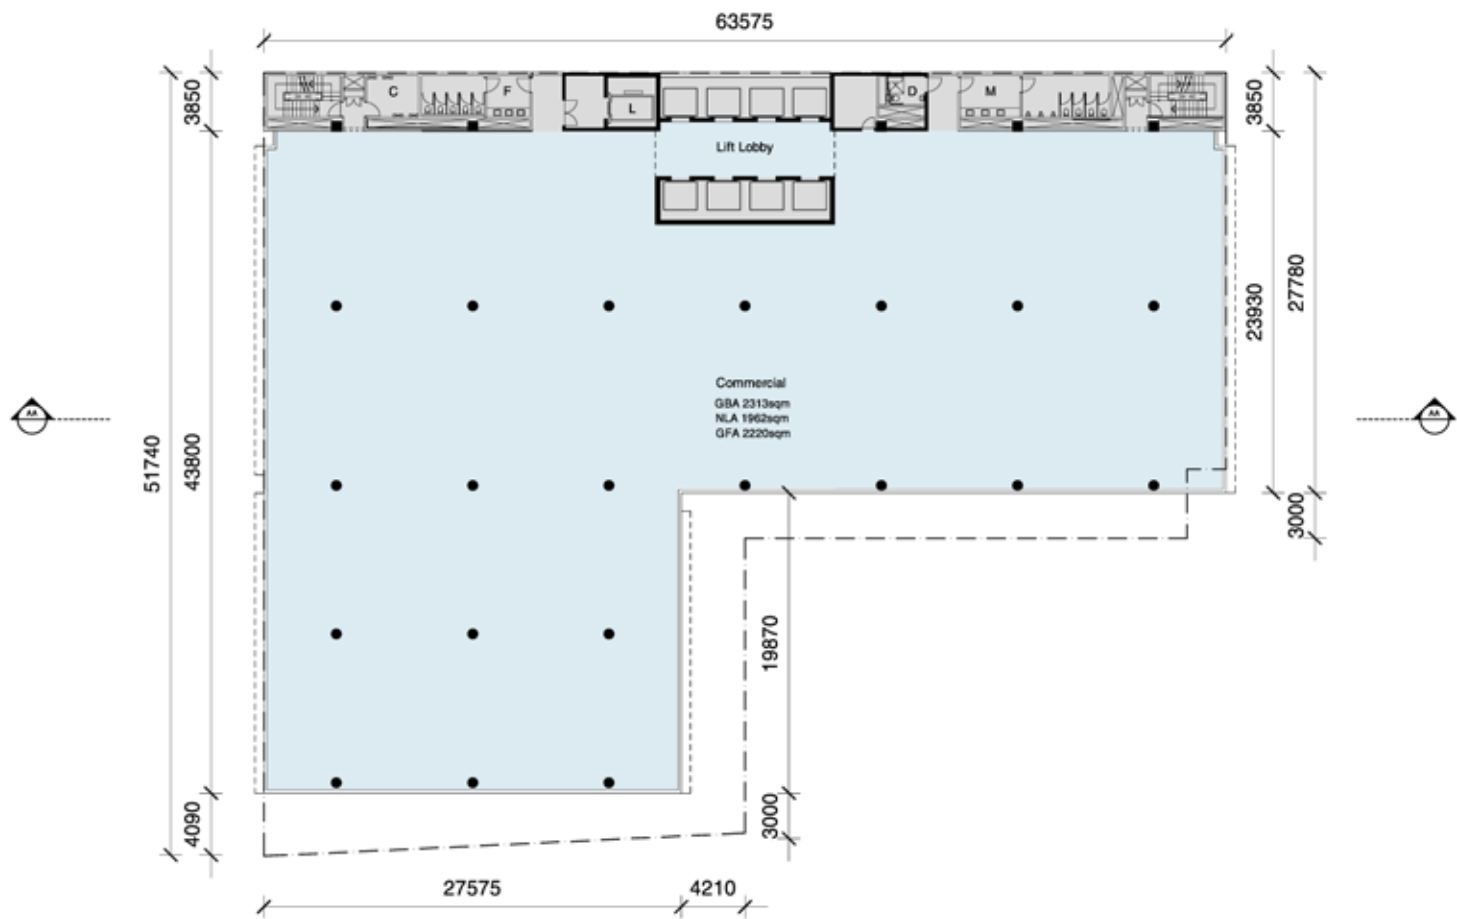 63575
3850
C
F
L
D
M
3850
Lift Lobby
23930
27780
Commercial
GBA 2313sqm
NLA 1962sqm
GFA 2220sqm
AA
AA
51740
43800
3000
19870
4090
3000
27575
4210